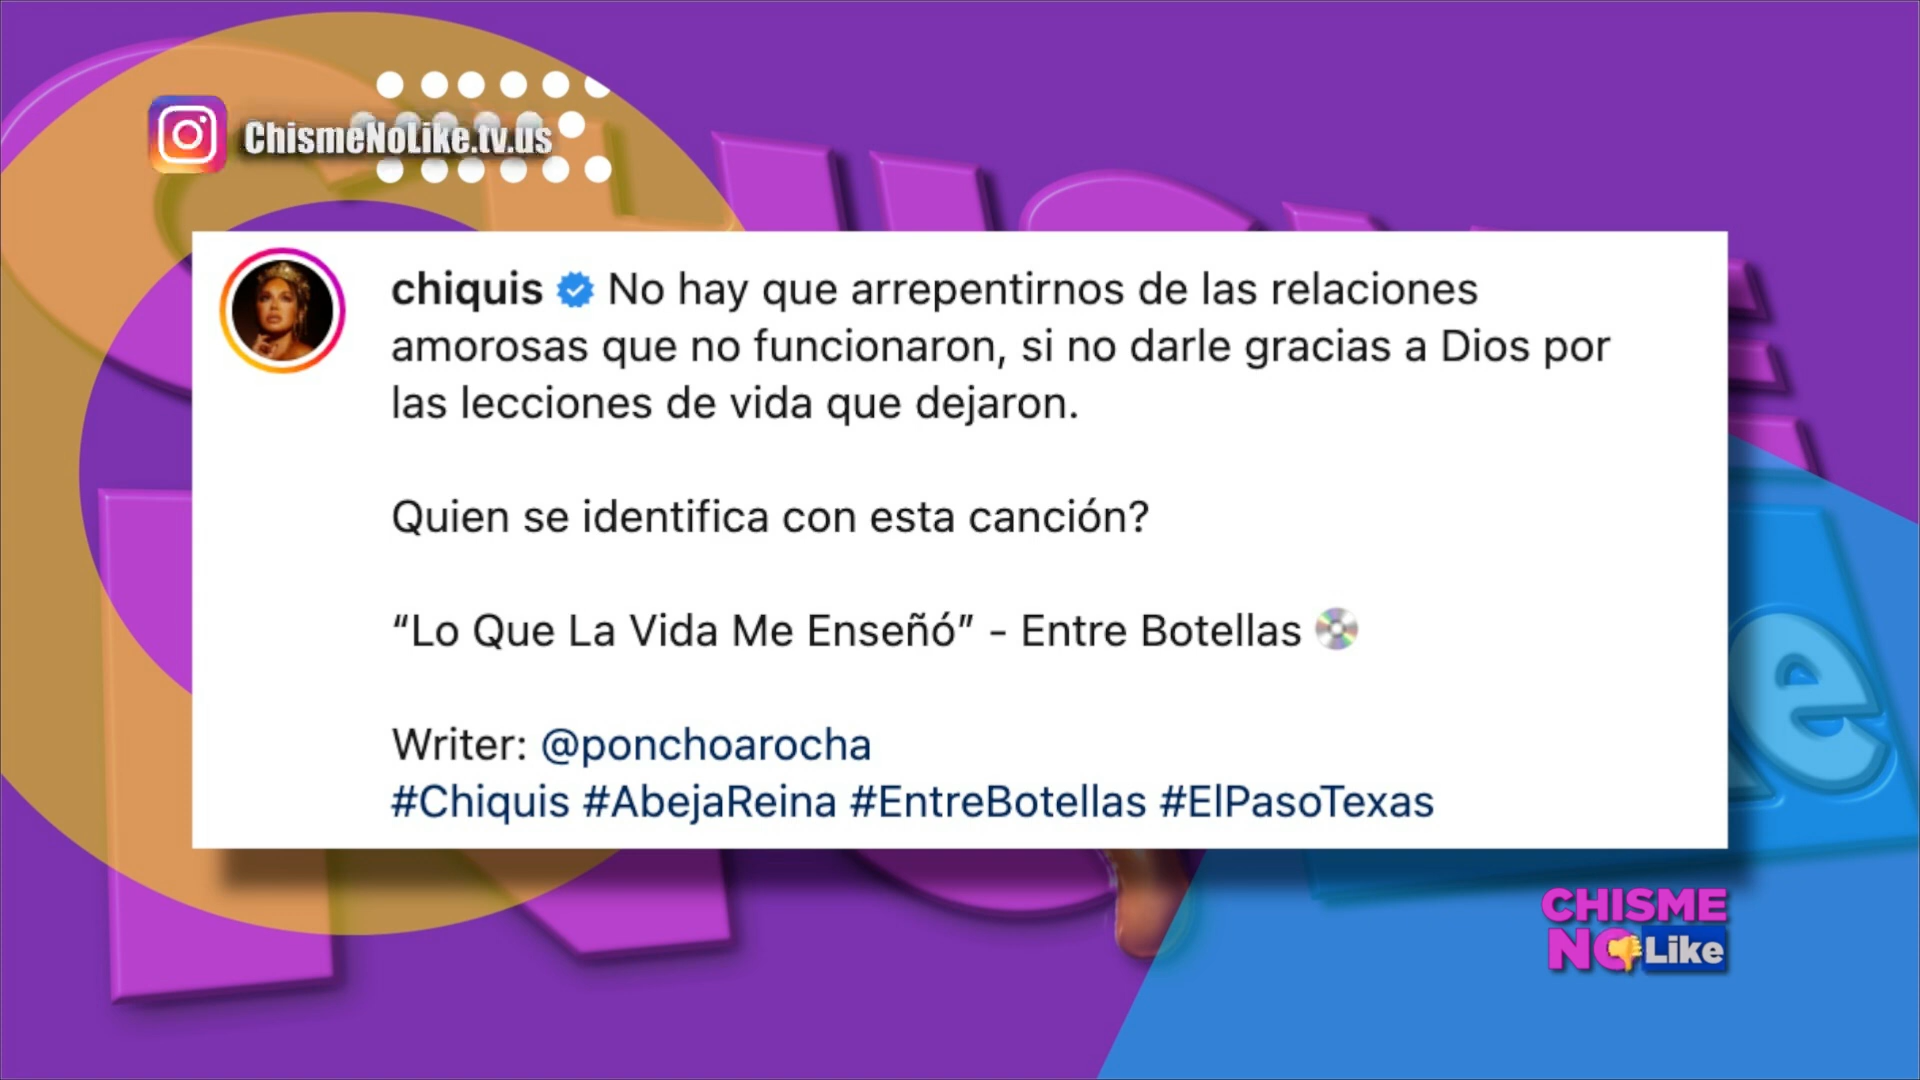 ChismeNoLike.tv.us
chiquis No hay que arrepentirnos de las relaciones
amorosas que no funcionaron, si no darle gracias a Dios por
las lecciones de vida que dejaron.
Quien se identifica con esta canción?
“Lo Que La Vida Me Enseñó” - Entre Botellas 💿
Writer: @ponchoarocha
#Chiquis #AbejaReina #EntreBotellas #ElPasoTexas
CHISME
NO Like